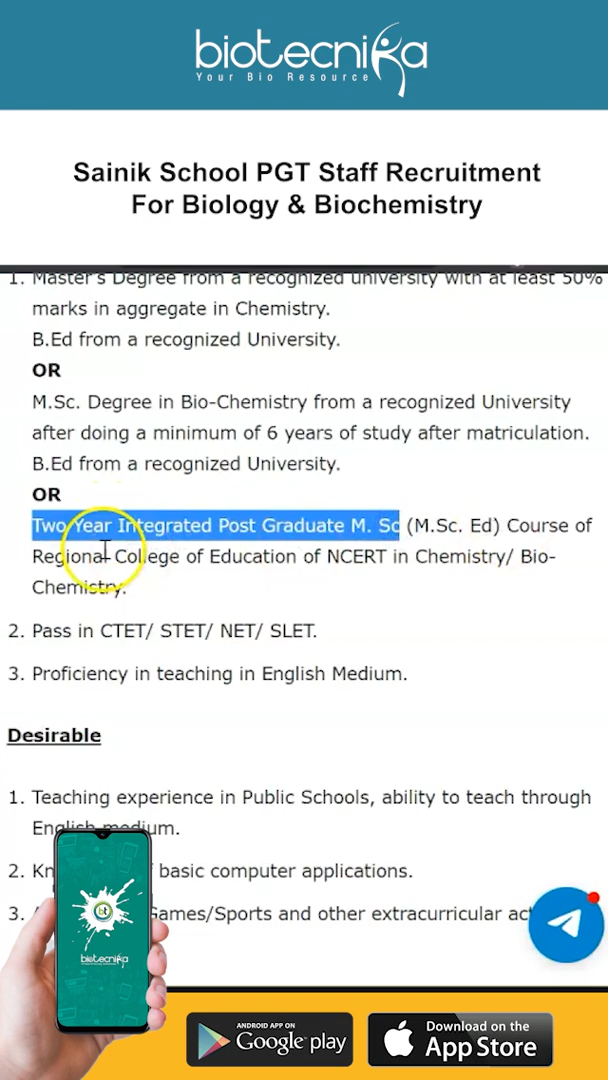 biotecnika
Your Bio Resource
Sainik School PGT Staff Recruitment
For Biology & Biochemistry
1. Master's Degree from a recognized university with at least 50%
marks in aggregate in Chemistry.
B.Ed from a recognized University.
OR
M.Sc. Degree in Bio-Chemistry from a recognized University
after doing a minimum of 6 years of study after matriculation.
B.Ed from a recognized University.
OR
Two Year Integrated Post Graduate M. Sc (M.Sc. Ed) Course of
Regional College of Education of NCERT in Chemistry/ Bio-
Chemistry.
2. Pass in CTET/ STET/ NET/ SLET.
3. Proficiency in teaching in English Medium.
Desirable
1. Teaching experience in Public Schools, ability to teach through
English medium.
2. basic computer applications.
3. Games/Sports and other extracurricular
bt
biotecnika
ANDROID APP ON
Google play
Download on the
App Store